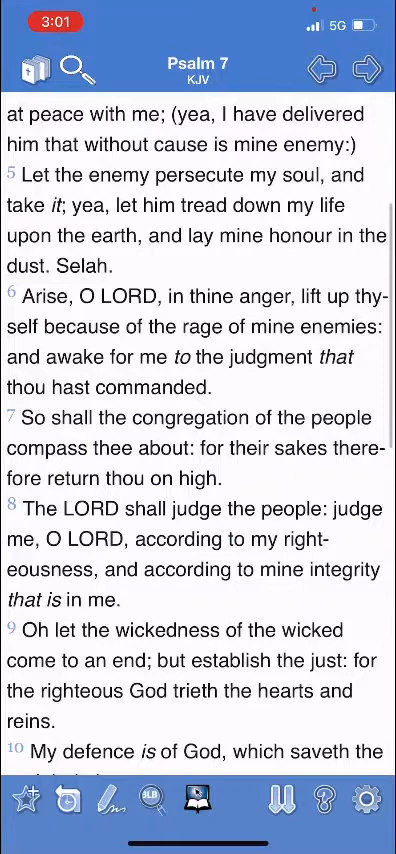 3:01
5G
Psalm 7
KJV
at peace with me; (yea, I have delivered
him that without cause is mine enemy:)
5 Let the enemy persecute my soul, and
take it; yea, let him tread down my life
upon the earth, and lay mine honour in the
dust. Selah.
6 Arise, O LORD, in thine anger, lift up thy-
self because of the rage of mine enemies:
and awake for me to the judgment that
thou hast commanded.
7 So shall the congregation of the people
compass thee about: for their sakes there-
fore return thou on high.
8 The LORD shall judge the people: judge
me, O LORD, according to my right-
eousness, and according to mine integrity
that is in me.
9 Oh let the wickedness of the wicked
come to an end; but establish the just: for
the righteous God trieth the hearts and
reins.
10 My defence is of God, which saveth the
BLB